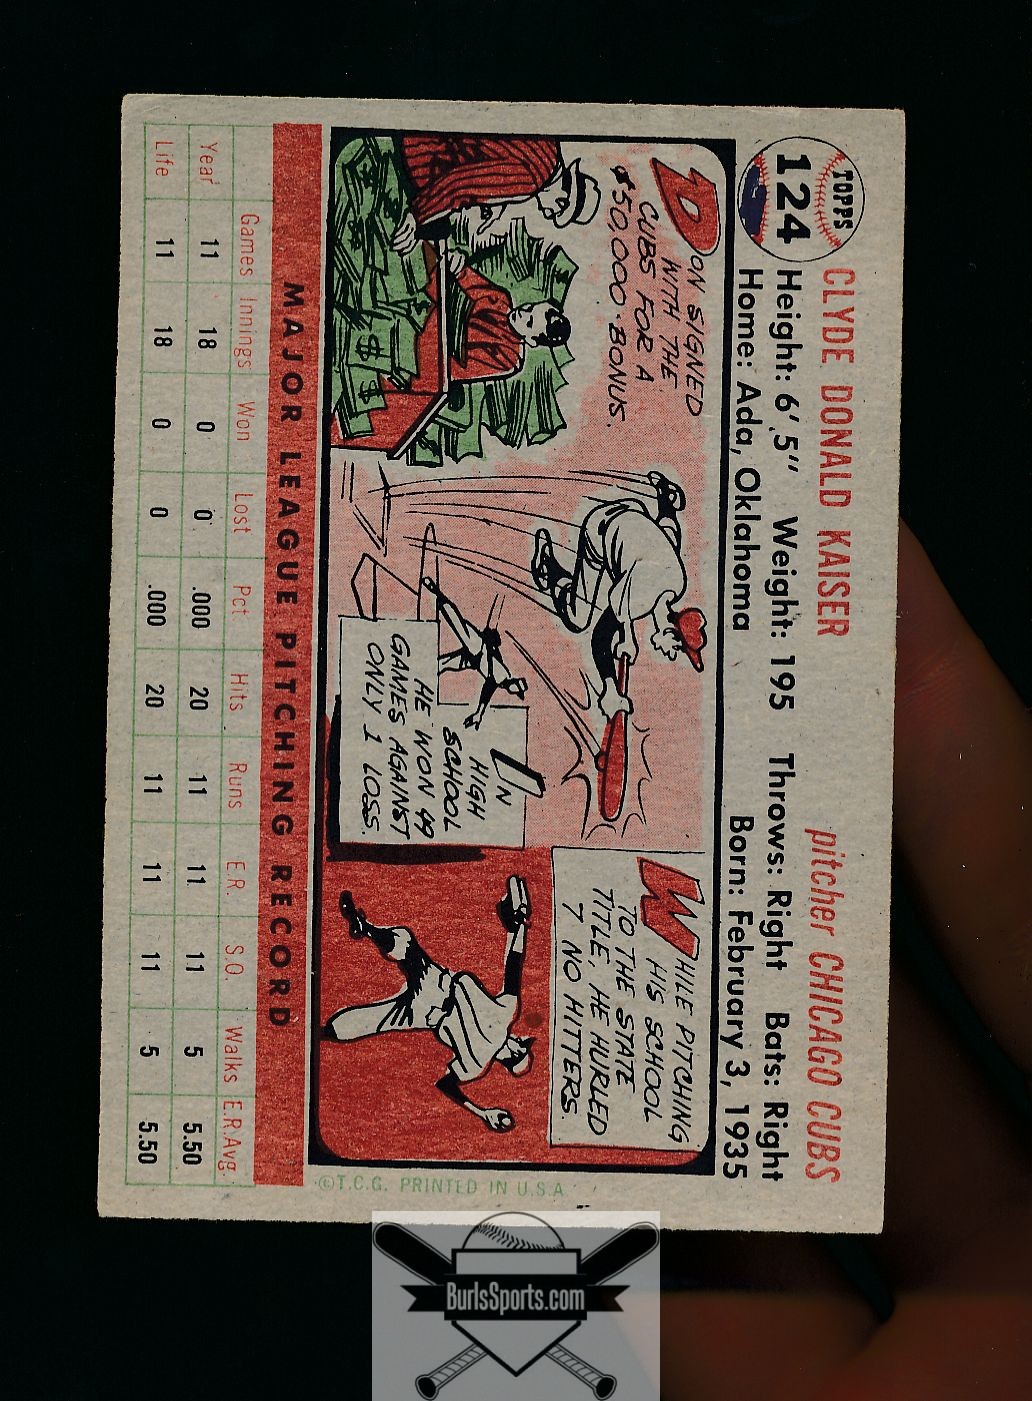 TOPPS
124
CLYDE DONALD KAISER pitcher CHICAGO CUBS
Height: 6' 5" Weight: 195 Throws: Right Bats: Right
Home: Ada, Oklahoma Born: February 3, 1935
DON SIGNED
WITH THE
CUBS FOR A
$50,000 BONUS.
IN
HIGH
SCHOOL
HE WON 49
GAMES AGAINST
ONLY 1 LOSS.
WHILE PITCHING
HIS SCHOOL
TO THE STATE
TITLE, HE HURLED
7 NO HITTERS.
MAJOR LEAGUE PITCHING RECORD
Games Innings Won Lost Pct Hits Runs E.R. S.O. Walks E.R.Avg.
Year 11 18 0 0 .000 20 11 11 11 5 5.50
Life 11 18 0 0 .000 20 11 11 11 5 5.50
©T.C.G. PRINTED IN U.S.A
BurlsSports.com